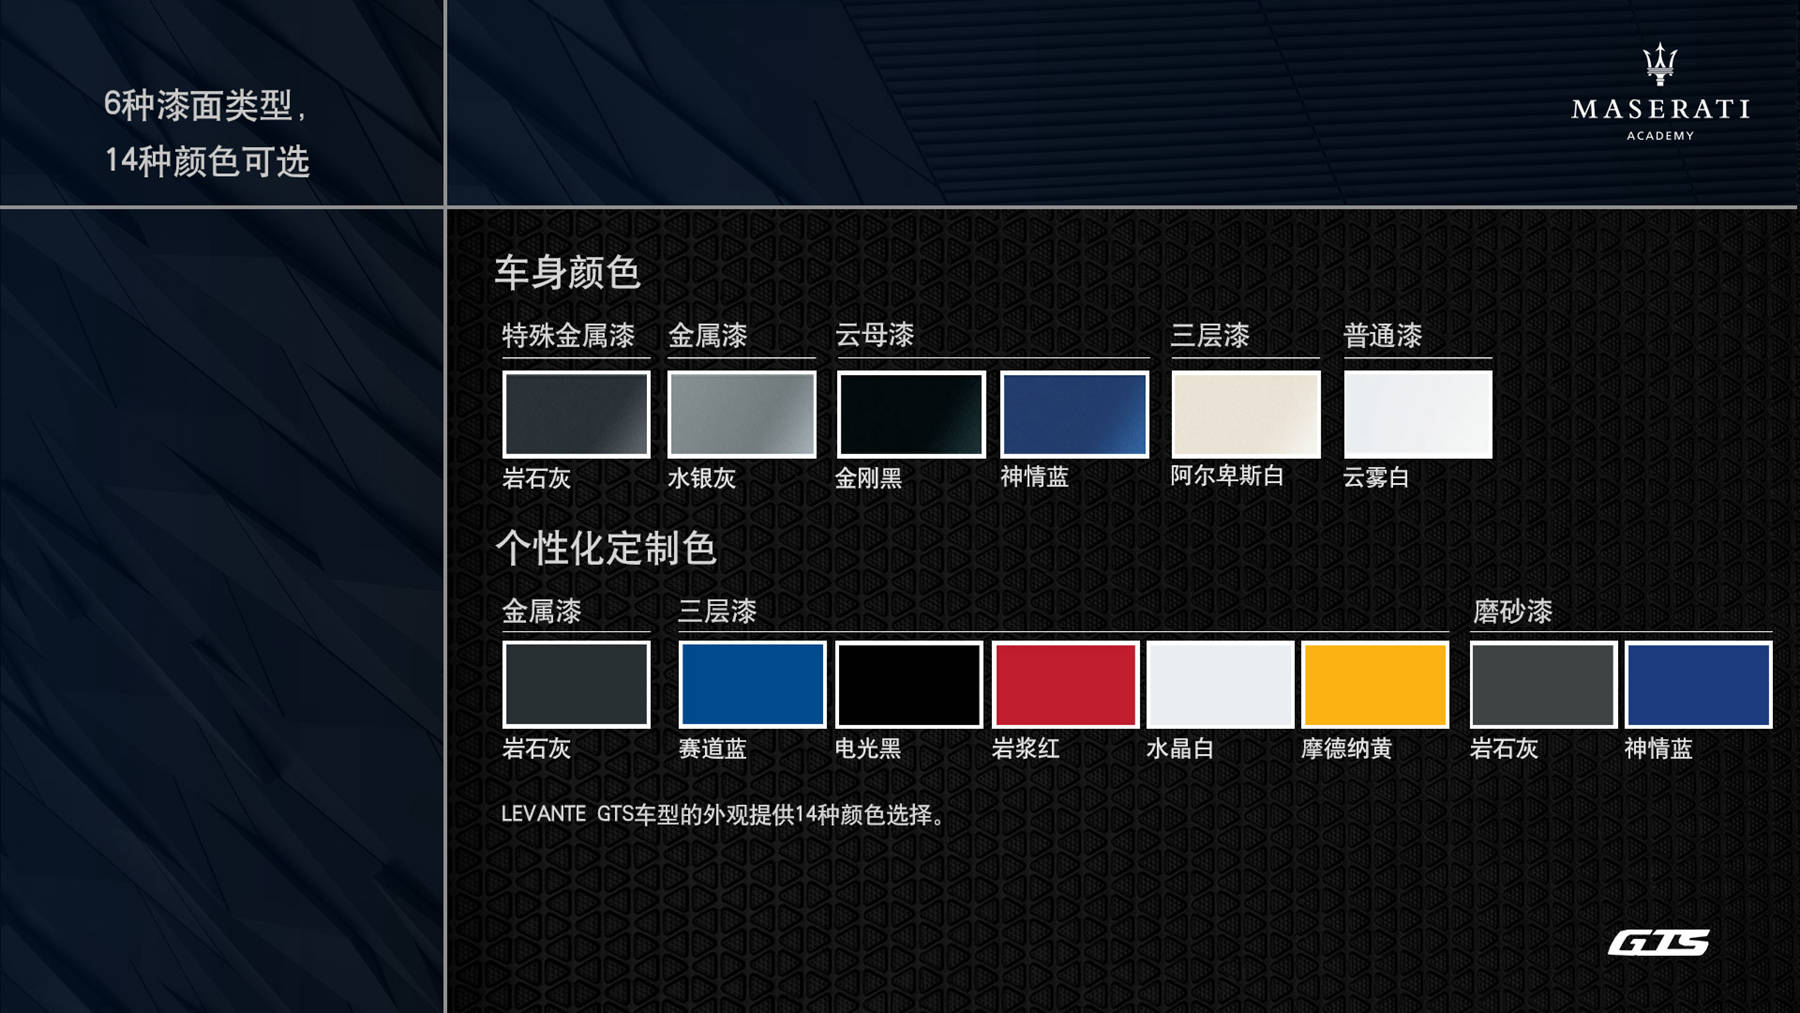 6种漆面类型，
14种颜色可选
MASERATI
ACADEMY
车身颜色
特殊金属漆 金属漆 云母漆 三层漆 普通漆
岩石灰 水银灰 金刚黑 神情蓝 阿尔卑斯白 云雾白
个性化定制色
金属漆 三层漆 磨砂漆
岩石灰 赛道蓝 电光黑 岩浆红 水晶白 摩德纳黄 岩石灰 神情蓝
LEVANTE GTS车型的外观提供14种颜色选择。
GTS